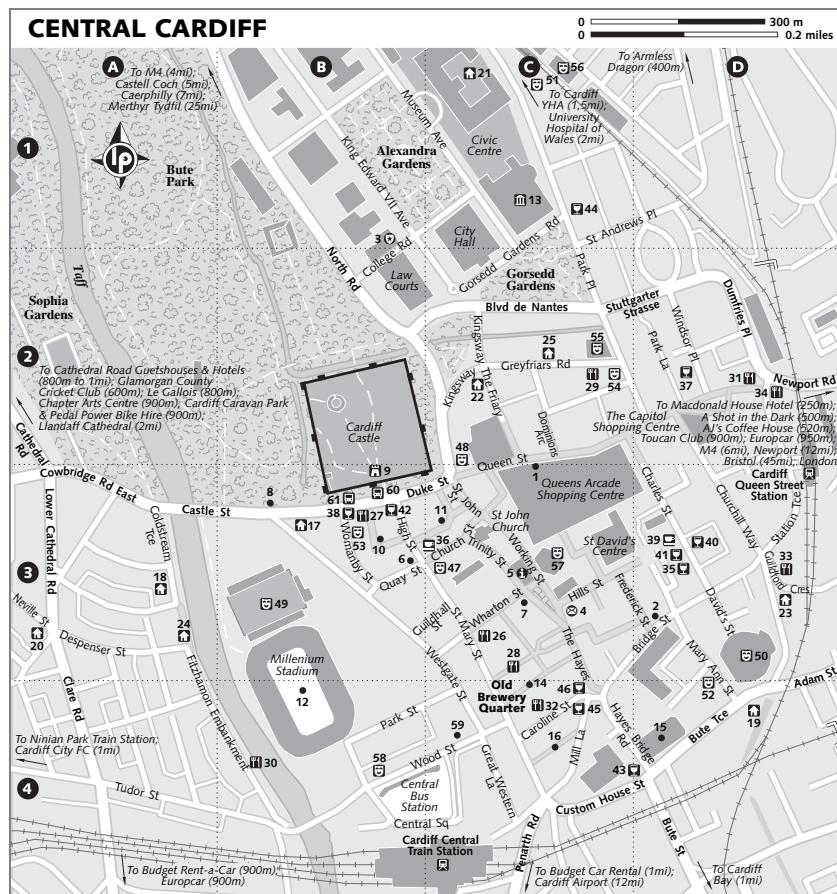 CENTRAL CARDIFF
0 300 m
0 0.2 miles
A
B
C
D
To M4 (4mi);
Castell Coch (5mi);
Caerphilly (7mi);
Merthyr Tydfil (25mi)
21
51
56
To Armless
Dragon (400m)
To Cardiff
YHA (1.5mi);
University
Hospital of
Wales (2mi)
1
lp
Bute
Park
Museum Ave
King Edward VII Ave
Alexandra
Gardens
Civic
Centre
13
44
St Andrews Pl
3
College Rd
City
Hall
Gorsedd Gardens Rd
Park Pl
North Rd
Law
Courts
Gorsedd
Gardens
Taff
Sophia
Gardens
Blvd de Nantes
Stuttgarter
Strasse
Dumfries Pl
Windsor Pl
Park La
2
To Cathedral Road Guetshouses & Hotels
(800m to 1mi); Glamorgan County
Cricket Club (600m); Le Gallois (800m);
Chapter Arts Centre (900m), Cardiff Caravan Park
& Pedal Power Bike Hire (900m);
Llandaff Cathedral (2mi)
Kingsway
Kingsway
The Friary
25
55
Greyfriars Rd
22
29
54
37
31
34
Newport Rd
To Macdonald House Hotel (250m);
A Shot in the Dark (500m);
AJ's Coffee House (520m);
Toucan Club (900m); Europcar (950m);
M4 (6mi), Newport (12mi),
Bristol (45mi); London
The Capitol
Shopping Centre
Cardiff
Castle
Dominions
Arc
48
Queen St
1
9
Cathedral
Rd
Cowbridge Rd East
8
Castle St
61
60
Duke St
38
27
42
17
53
10
Womanby St
High St
St John
St
11
St John
Church
Queens Arcade
Shopping Centre
Charles St
Cardiff
Queen Street
Station
Churchill Way
Station Tce
Lower Cathedral Rd
Coldstream
Tce
36
Church
Trinity St
Working St
57
St David's
Centre
39
40
41
35
33
Guildford
Cres
23
3
18
6
Quay St
47
5
Hills St
4
Frederick St
2
49
Guildhall
Wharton St
7
Neville St
20
Despenser St
24
St Mary St
26
The Hayes
Bridge St
David's St
Millenium
Stadium
12
Westgate
28
14
Old
Brewery
Quarter
50
Mary Ann St
52
Adam St
Clare Rd
Fitzhamon Embankment
Park St
32
Caroline St
46
45
Hayes Bridge
Rd
15
Bute Tce
19
To Ninian Park Train Station;
Cardiff City FC (1mi)
30
59
58
Wood St
Great Western
La
16
Mill La
43
4
Tudor St
Central
Bus
Station
Custom House St
Central Sq
Cardiff Central
Train Station
Penarth Rd
Bute St
To Budget Rent-a-Car (900m);
Europcar (900m)
To Budget Car Rental (1mi);
Cardiff Airport (12mi)
To Cardiff
Bay (1mi)